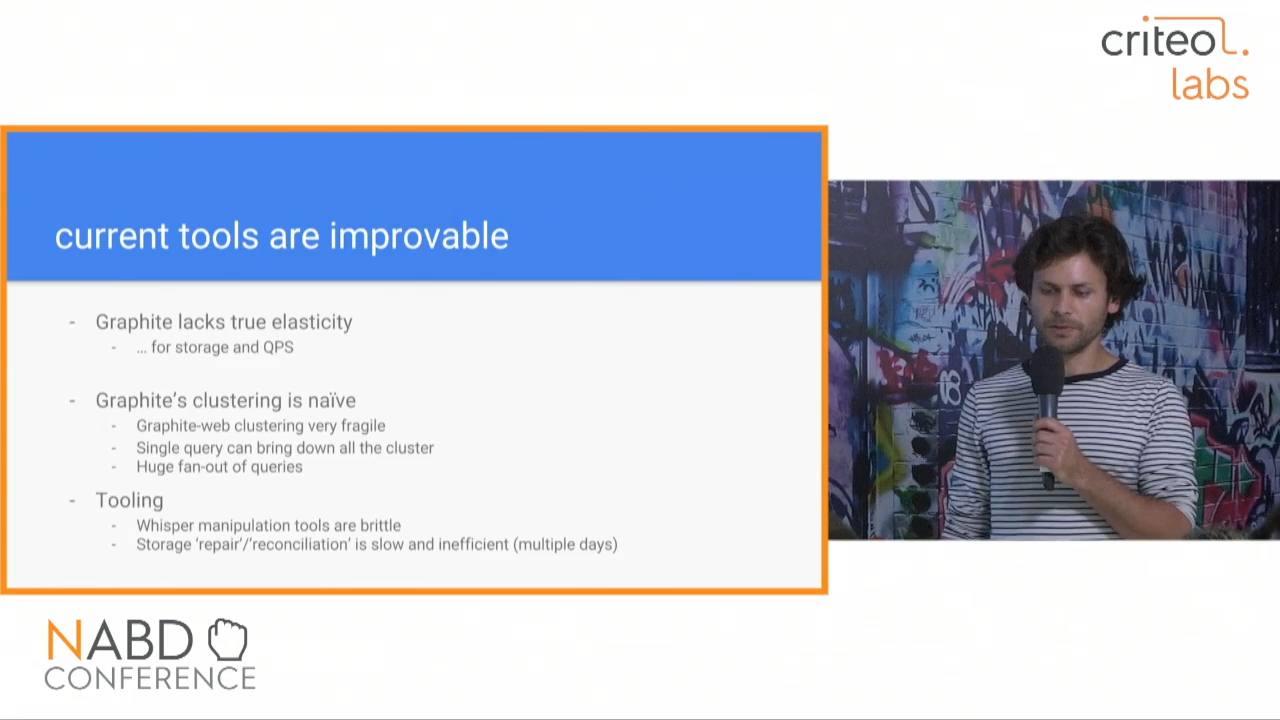 criteo.
labs
current tools are improvable
- Graphite lacks true elasticity
- … for storage and QPS
- Graphite’s clustering is naïve
- Graphite-web clustering very fragile
- Single query can bring down all the cluster
- Huge fan-out of queries
- Tooling
- Whisper manipulation tools are brittle
- Storage ‘repair’/’reconciliation’ is slow and inefficient (multiple days)
NABD
CONFERENCE